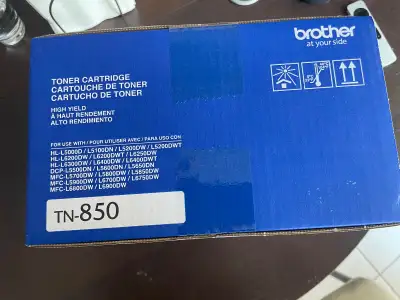 brother
at your side
TONER CARTRIDGE
CARTOUCHE DE TONER
CARTUCHO DE TONER
HIGH YIELD
À HAUT RENDEMENT
ALTO RENDIMIENTO
FOR USE WITH / POUR UTILISER AVEC / PARA USO CON
HL-L5000D / L5100DN / L5200DW / L5200DWT
HL-L6200DW / L6200DWT / L6250DW
HL-L6300DW / L6400DW / L6400DWT
DCP-L5500DN / L5600DN / L5650DN
MFC-L5700DW / L5800DW / L5850DW
MFC-L5900DW / L6700DW / L6750DW
MFC-L6800DW / L6900DW
TN-850